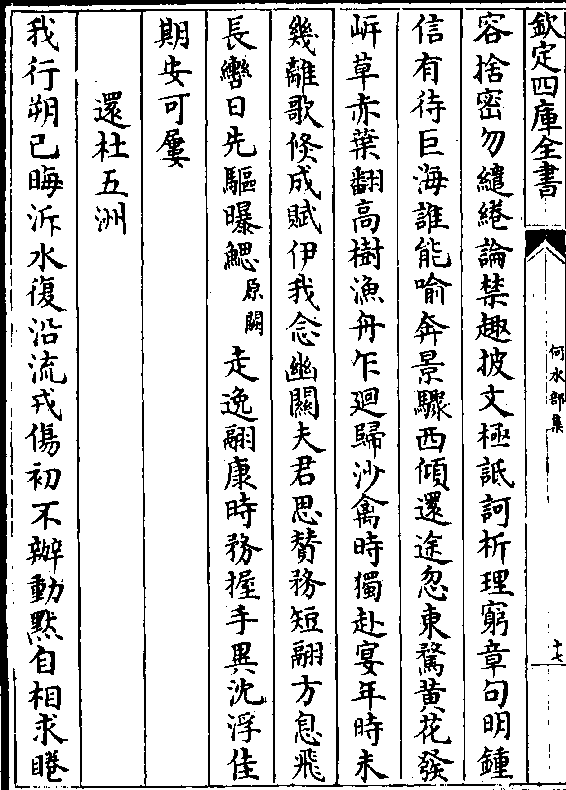 欽定四庫全書
何水部集
十七
容捨密勿繾綣論禁趣披文極詆訶析理窮章句明鍾
信有待巨海誰能喻奔景驟西傾還途忽東騖黄花發
岍草赤葉翻高樹漁舟乍迴歸沙禽時獨赴宴年時未
幾離歌倐成賦伊我念幽關夫君思賛務短翮方息飛
長轡日先驅曝鰓原闕走逸翮康時務握手異沈浮佳
期安可屢
還杜五洲
我行朔已晦泝水復沿流戎傷初不辦動黙自相求睠